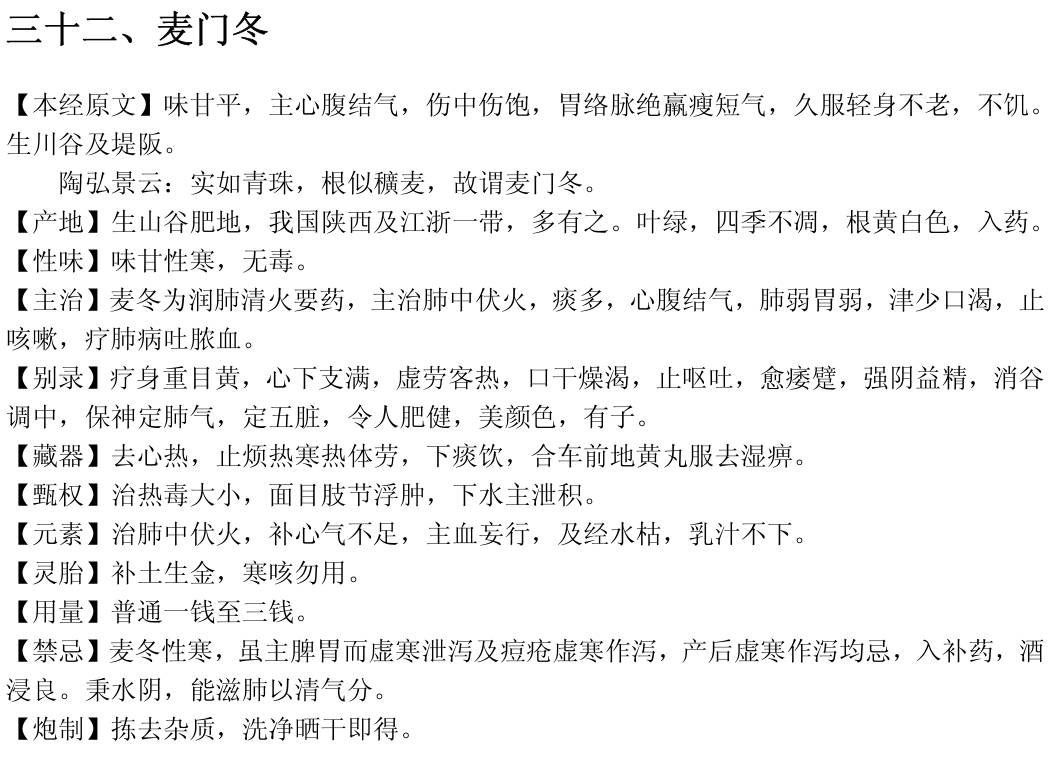 三十二、麦门冬
【本经原文】味甘平，主心腹结气，伤中伤饱，胃络脉绝羸瘦短气，久服轻身不老，不饥。
生川谷及堤阪。
陶弘景云：实如青珠，根似穬麦，故谓麦门冬。
【产地】生山谷肥地，我国陕西及江浙一带，多有之。叶绿，四季不凋，根黄白色，入药。
【性味】味甘性寒，无毒。
【主治】麦冬为润肺清火要药，主治肺中伏火，痰多，心腹结气，肺弱胃弱，津少口渴，止
咳嗽，疗肺病吐脓血。
【别录】疗身重目黄，心下支满，虚劳客热，口干燥渴，止呕吐，愈痿躄，强阴益精，消谷
调中，保神定肺气，定五脏，令人肥健，美颜色，有子。
【藏器】去心热，止烦热寒热体劳，下痰饮，合车前地黄丸服去湿痹。
【甄权】治热毒大小，面目肢节浮肿，下水主泄积。
【元素】治肺中伏火，补心气不足，主血妄行，及经水枯，乳汁不下。
【灵胎】补土生金，寒咳勿用。
【用量】普通一钱至三钱。
【禁忌】麦冬性寒，虽主脾胃而虚寒泄泻及痘疮虚寒作泻，产后虚寒作泻均忌，入补药，酒
浸良。秉水阴，能滋肺以清气分。
【炮制】拣去杂质，洗净晒干即得。